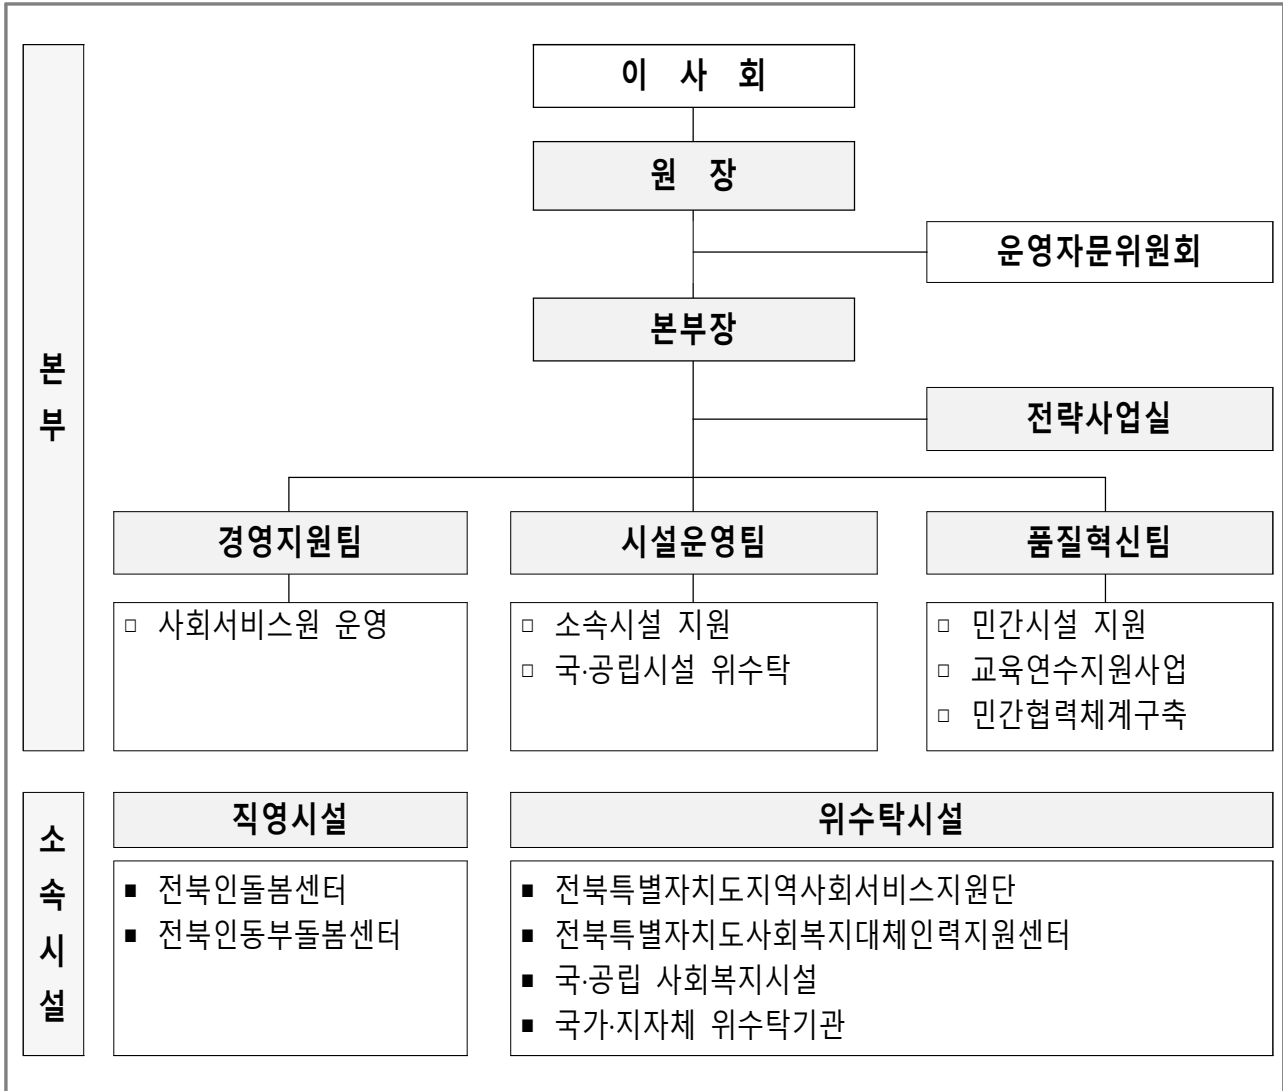 이 사 회
원 장
운영자문위원회
본부장
전략사업실
본
부
경영지원팀
시설운영팀
품질혁신팀
□ 사회서비스원 운영
□ 소속시설 지원
□ 국·공립시설 위수탁
□ 민간시설 지원
□ 교육연수지원사업
□ 민간협력체계구축
소
속
시
설
직영시설
위수탁시설
■ 전북인돌봄센터
■ 전북인동부돌봄센터
■ 전북특별자치도지역사회서비스지원단
■ 전북특별자치도사회복지대체인력지원센터
■ 국·공립 사회복지시설
■ 국가·지자체 위수탁기관